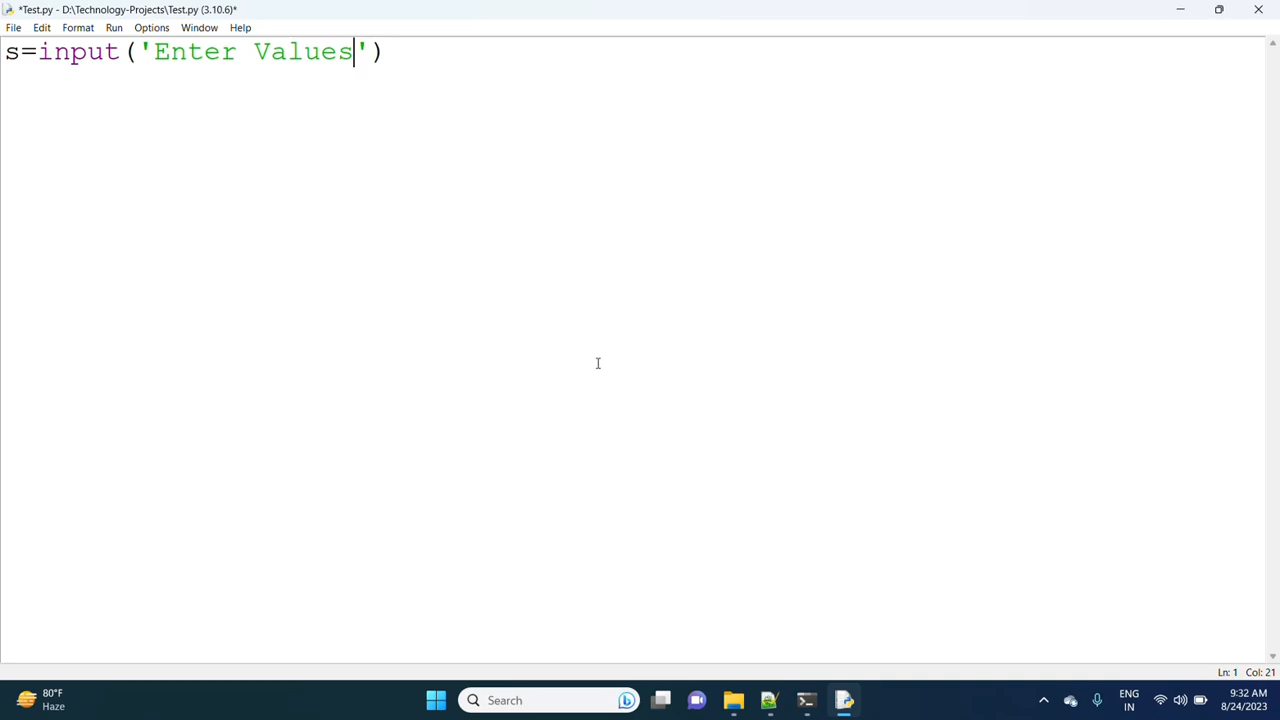 *Test.py - D:\Technology-Projects\Test.py (3.10.6)*
File Edit Format Run Options Window Help
s=input('Enter Values')
Ln: 1 Col: 21
80°F
Haze
Search
ENG
IN
9:32 AM
8/24/2023